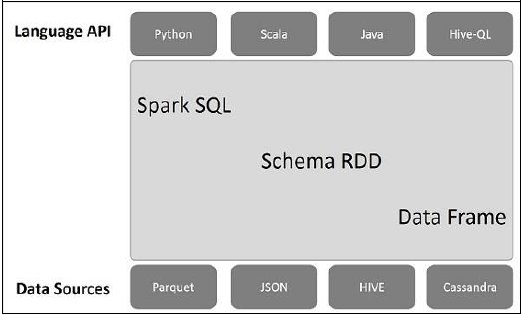 Language API Python Scala Java Hive-QL
Spark SQL
Schema RDD
Data Frame
Data Sources Parquet JSON HIVE Cassandra